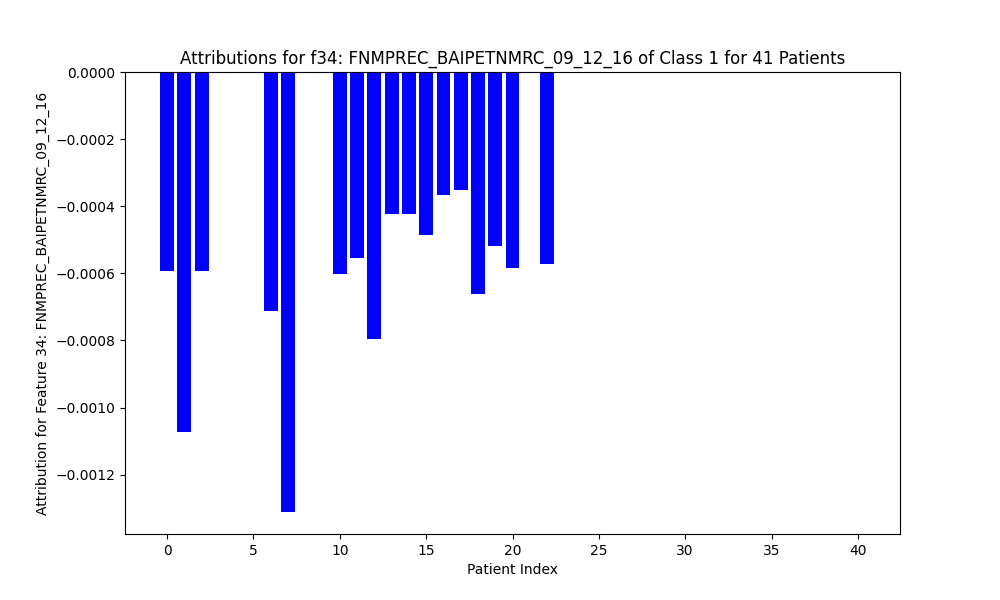 Attributions for f34: FNMPREC_BAIPETNMRC_09_12_16 of Class 1 for 41 Patients
Attribution for Feature 34: FNMPREC_BAIPETNMRC_09_12_16
0.0000
−0.0002
−0.0004
−0.0006
−0.0008
−0.0010
−0.0012
0 5 10 15 20 25 30 35 40
Patient Index